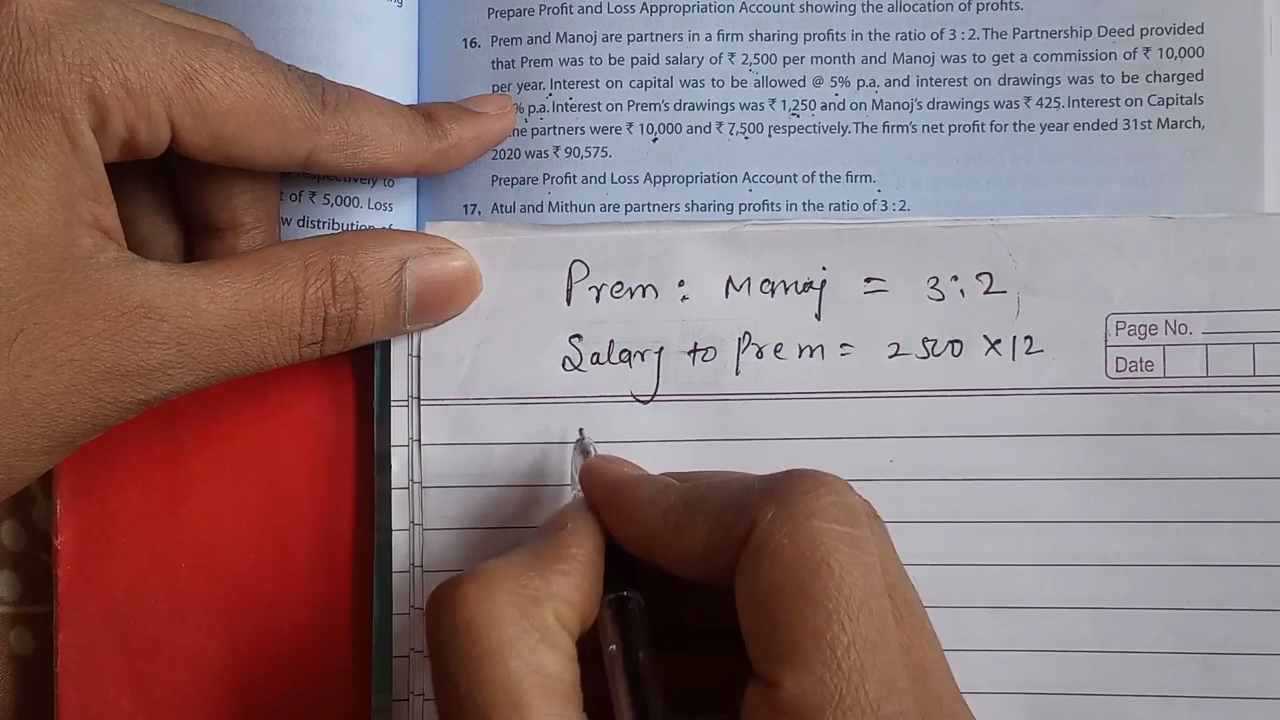 Prepare Profit and Loss Appropriation Account showing the allocation of profits.
16. Prem and Manoj are partners in a firm sharing profits in the ratio of 3 : 2. The Partnership Deed provided
that Prem was to be paid salary of ₹ 2,500 per month and Manoj was to get a commission of ₹ 10,000
per year. Interest on capital was to be allowed @ 5% p.a. and interest on drawings was to be charged
% p.a. Interest on Prem's drawings was ₹ 1,250 and on Manoj's drawings was ₹ 425. Interest on Capitals
partners were ₹ 10,000 and ₹ 7,500 respectively. The firm's net profit for the year ended 31st March,
2020 was ₹ 90,575.
Prepare Profit and Loss Appropriation Account of the firm.
17. Atul and Mithun are partners sharing profits in the ratio of 3 : 2.
to
of ₹ 5,000. Loss
distribution
Prem : Manoj = 3:2
Salary to Prem = 2500 × 12
Page No.
Date